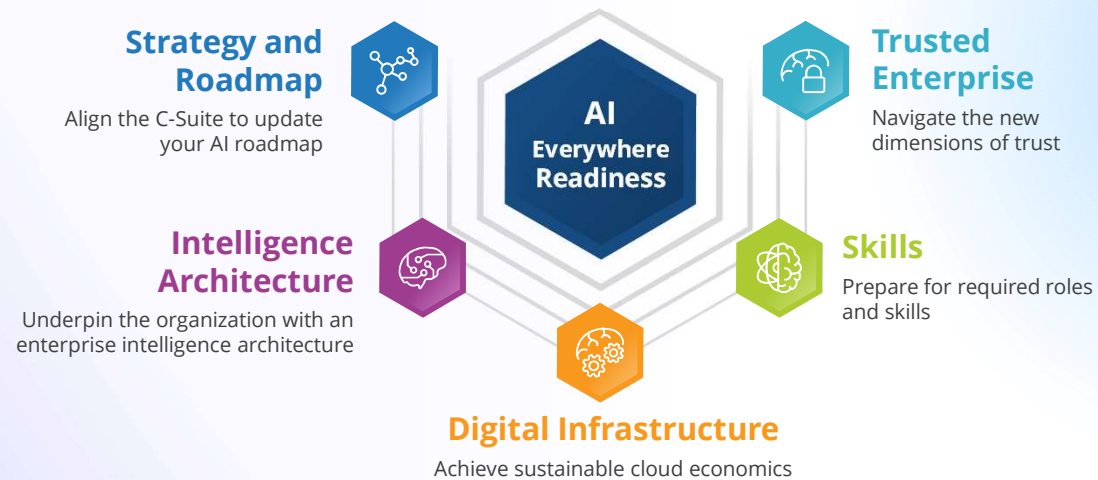 Strategy and
Roadmap
Align the C-Suite to update
your AI roadmap
AI
Everywhere
Readiness
Trusted
Enterprise
Navigate the new
dimensions of trust
Intelligence
Architecture
Underpin the organization with an
enterprise intelligence architecture
Skills
Prepare for required roles
and skills
Digital Infrastructure
Achieve sustainable cloud economics